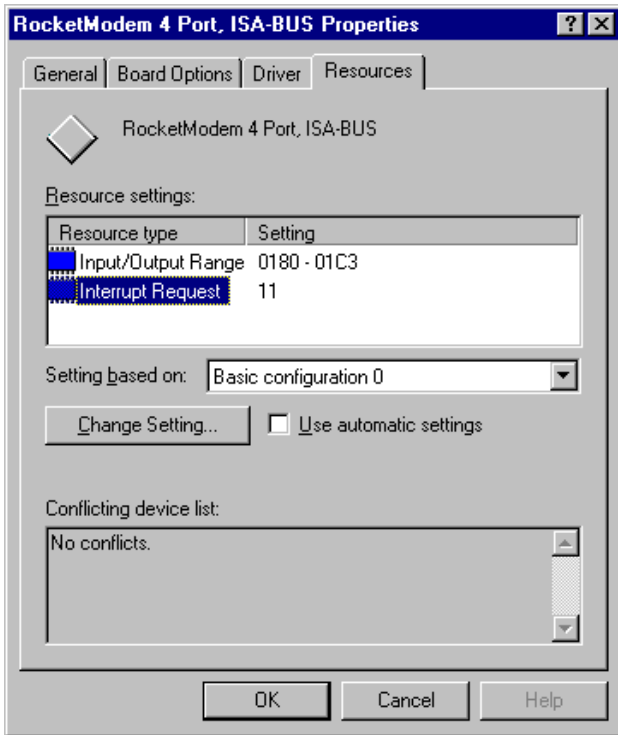 RocketModem 4 Port, ISA-BUS Properties
General Board Options Driver Resources
RocketModem 4 Port, ISA-BUS
Resource settings:
Resource type Setting
Input/Output Range 0180 - 01C3
Interrupt Request 11
Setting based on: Basic configuration 0
Change Setting... Use automatic settings
Conflicting device list:
No conflicts.
OK Cancel Help